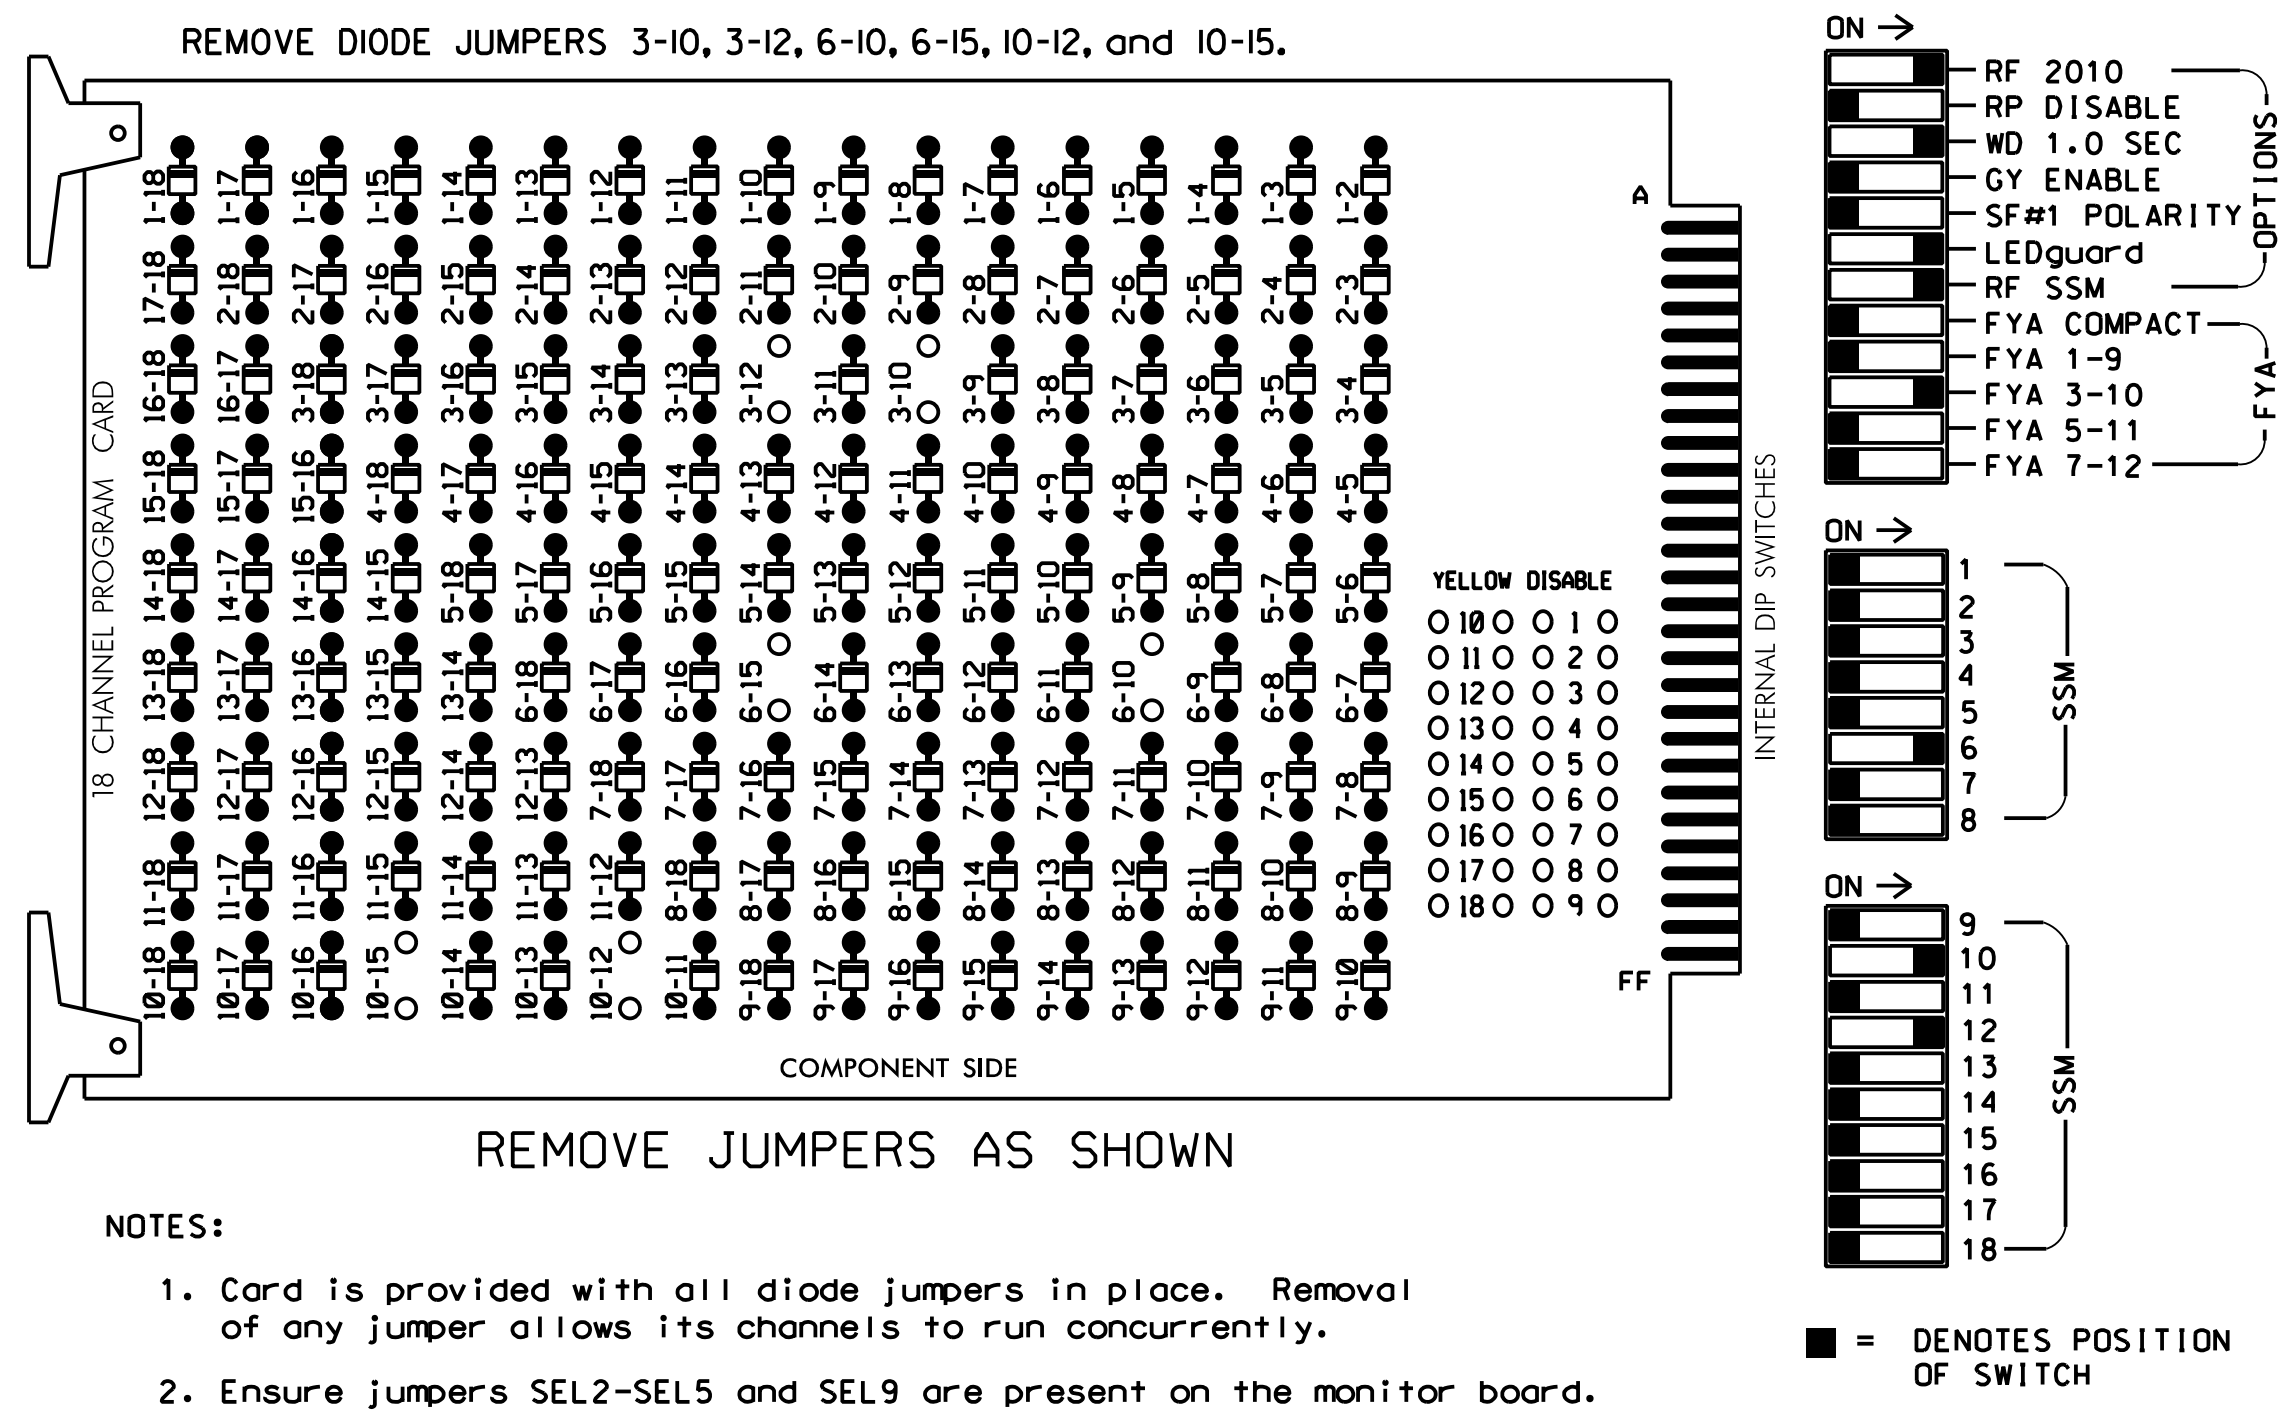 REMOVE DIODE JUMPERS 3-10, 3-12, 6-10, 6-15, 10-12, and 10-15.
18 CHANNEL PROGRAM CARD
1-18 1-17 1-16 1-15 1-14 1-13 1-12 1-11 1-10 1-9 1-8 1-7 1-6 1-5 1-4 1-3 1-2
17-18 2-18 2-17 2-16 2-15 2-14 2-13 2-12 2-11 2-10 2-9 2-8 2-7 2-6 2-5 2-4 2-3
16-18 16-17 3-18 3-17 3-16 3-15 3-14 3-13 3-12 3-11 3-10 3-9 3-8 3-7 3-6 3-5 3-4
15-18 15-17 15-16 4-18 4-17 4-16 4-15 4-14 4-13 4-12 4-11 4-10 4-9 4-8 4-7 4-6 4-5
14-18 14-17 14-16 14-15 5-18 5-17 5-16 5-15 5-14 5-13 5-12 5-11 5-10 5-9 5-8 5-7 5-6
13-18 13-17 13-16 13-15 13-14 6-18 6-17 6-16 6-15 6-14 6-13 6-12 6-11 6-10 6-9 6-8 6-7
12-18 12-17 12-16 12-15 12-14 12-13 7-18 7-17 7-16 7-15 7-14 7-13 7-12 7-11 7-10 7-9 7-8
11-18 11-17 11-16 11-15 11-14 11-13 11-12 8-18 8-17 8-16 8-15 8-14 8-13 8-12 8-11 8-10 8-9
10-18 10-17 10-16 10-15 10-14 10-13 10-12 10-11 9-18 9-17 9-16 9-15 9-14 9-13 9-12 9-11 9-10
A
YELLOW DISABLE
10 1
11 2
12 3
13 4
14 5
15 6
16 7
17 8
18 9
FF
COMPONENT SIDE
INTERNAL DIP SWITCHES
ON
RF 2010
RP DISABLE
WD 1.0 SEC
GY ENABLE
SF#1 POLARITY
LEDguard
RF SSM
OPTIONS
FYA COMPACT
FYA 1-9
FYA 3-10
FYA 5-11
FYA 7-12
FYA
ON
1
2
3
4
5
6
7
8
SSM
ON
9
10
11
12
13
14
15
16
17
18
SSM
= DENOTES POSITION
OF SWITCH
REMOVE JUMPERS AS SHOWN
NOTES:
1. Card is provided with all diode jumpers in place. Removal
of any jumper allows its channels to run concurrently.
2. Ensure jumpers SEL2-SEL5 and SEL9 are present on the monitor board.